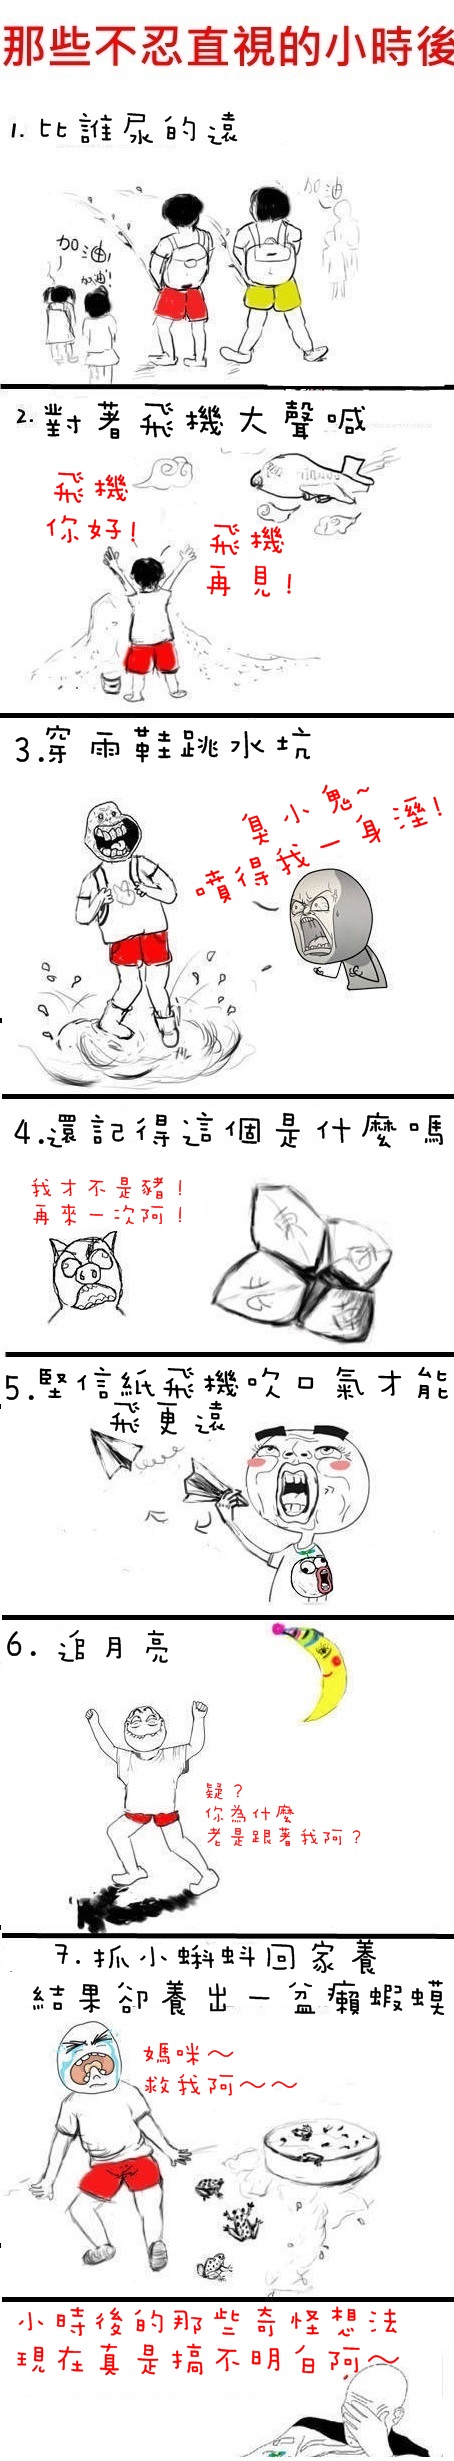 那些不忍直視的小時後
1. 比誰尿的遠
加油
加油!
加油!
2. 對著飛機大聲喊
飛機
你好!
飛機
再見!
3.穿雨鞋跳水坑
臭小鬼~
噴得我一身溼!
4.還記得這個是什麼嗎
我才不是豬!
再來一次阿!
東
北
5.堅信紙飛機吹口氣才能
飛更遠
6. 追月亮
疑?
你為什麼
老是跟著我阿?
7. 抓小蝌蚪回家養
結果卻養出一盆癩蝦蟆
媽咪～
救我阿～～
小時後的那些奇怪想法
現在真是搞不明白阿～